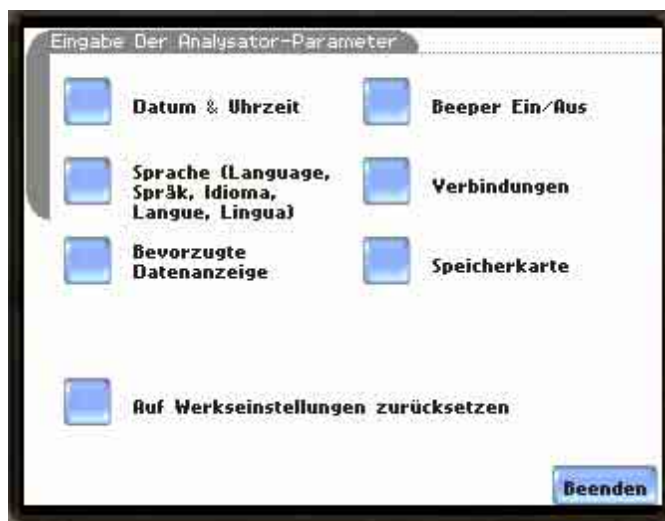 Eingabe Der Analysator-Parameter
Datum & Uhrzeit
Beeper Ein/Aus
Sprache (Language,
Språk, Idioma,
Langue, Lingua)
Verbindungen
Bevorzugte
Datenanzeige
Speicherkarte
Auf Werkseinstellungen zurücksetzen
Beenden